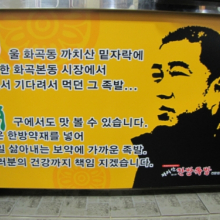 울 화곡동 까치산 밑자락에
한 화곡본동 시장에서
서 기다려서 먹던 그 족발...
구에서도 맛 볼 수 있습니다.
은 한방약재를 넣어
일 삶아내는 보약에 가까운 족발.
러분의 건강까지 책임 지겠습니다.